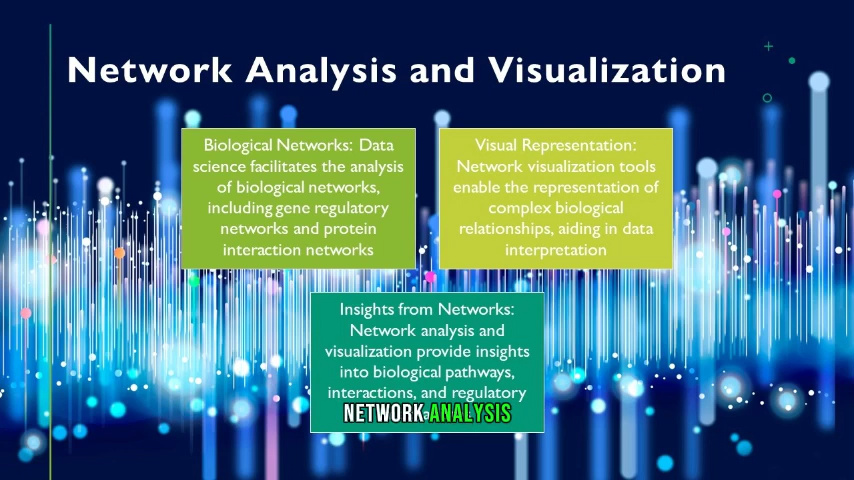 Network Analysis and Visualization
Biological Networks: Data
science facilitates the analysis
of biological networks,
including gene regulatory
networks and protein
interaction networks
Visual Representation:
Network visualization tools
enable the representation of
complex biological
relationships, aiding in data
interpretation
Insights from Networks:
Network analysis and
visualization provide insights
into biological pathways,
interactions, and regulatory
NETWORK ANALYSIS